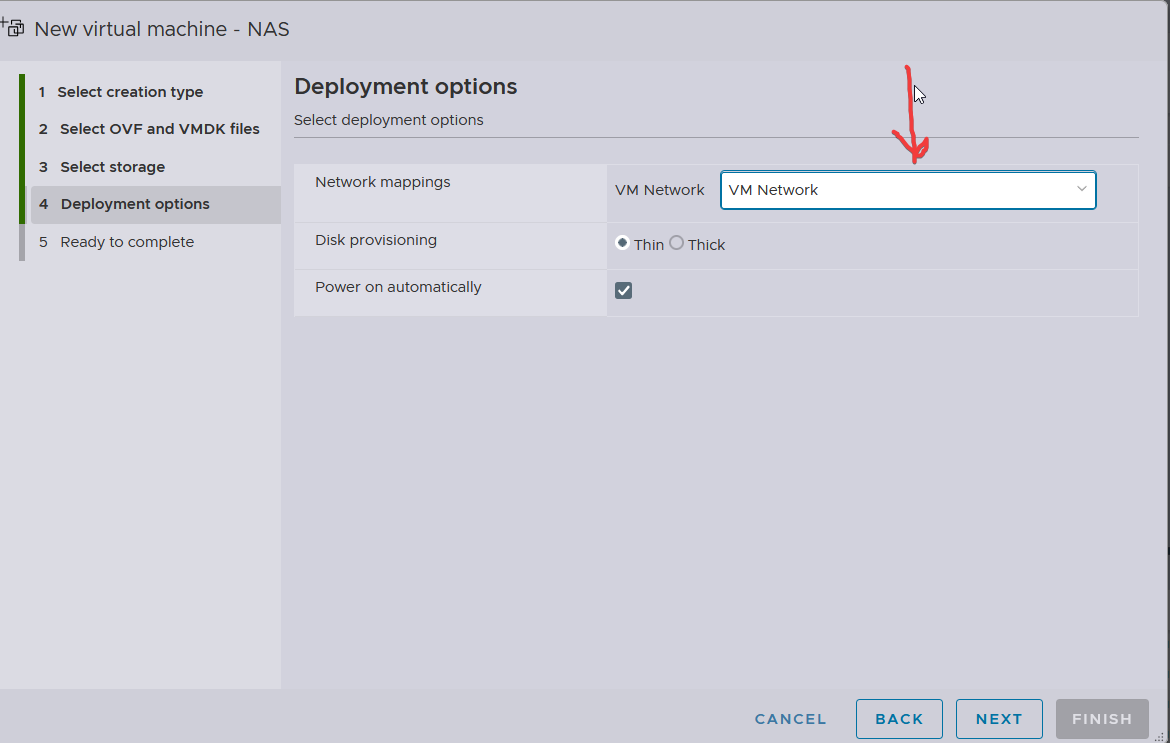 New virtual machine - NAS
1 Select creation type
2 Select OVF and VMDK files
3 Select storage
4 Deployment options
5 Ready to complete
Deployment options
Select deployment options
Network mappings
VM Network
VM Network
Disk provisioning
Thin
Thick
Power on automatically
CANCEL
BACK
NEXT
FINISH